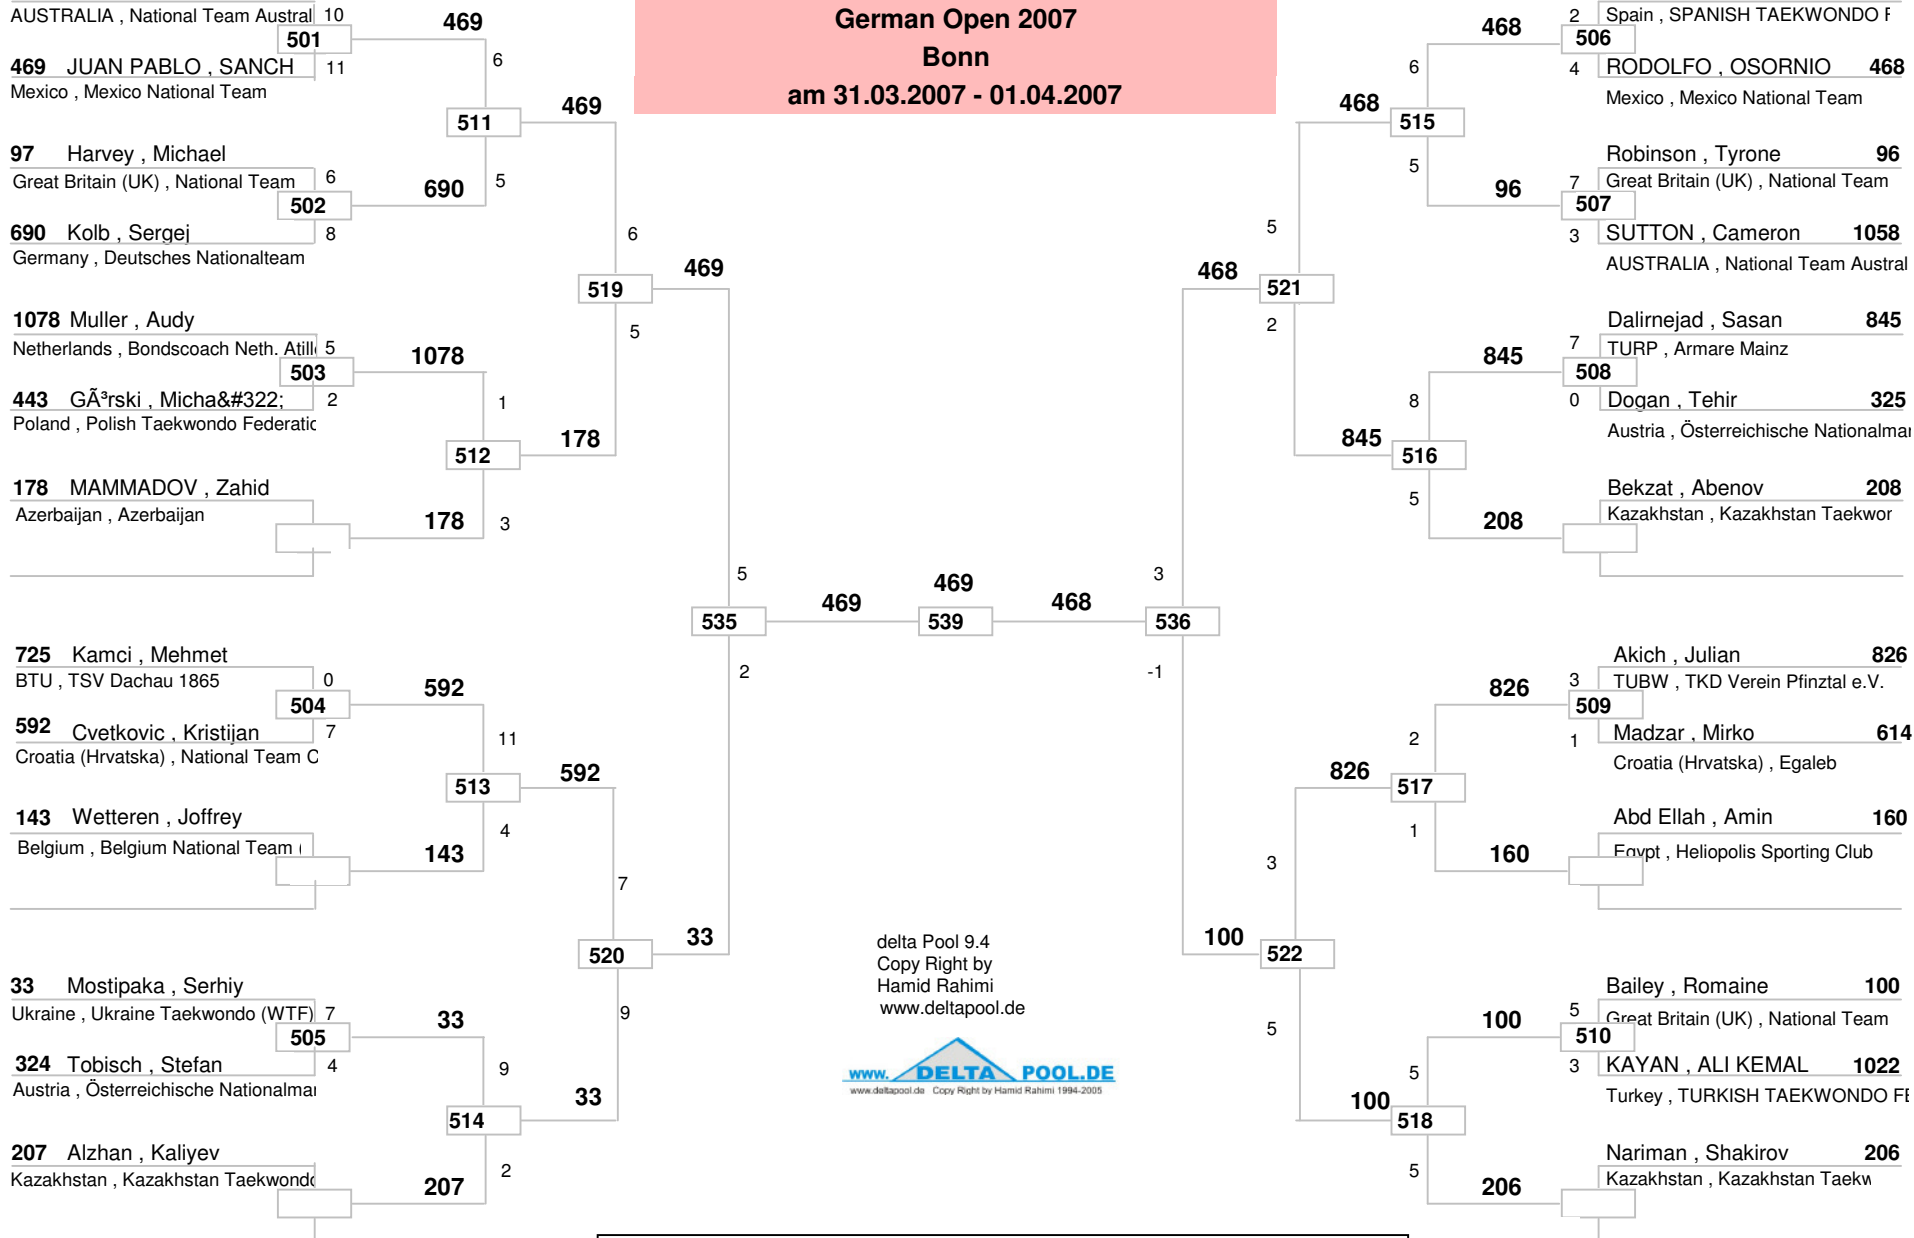 German Open 2007
Bonn
am 31.03.2007 - 01.04.2007
AUSTRALIA , National Team Austral 10
501
469
469 JUAN PABLO , SANCH 11
Mexico , Mexico National Team
6
511
469
97 Harvey , Michael
Great Britain (UK) , National Team 6
502
690
5
690 Kolb , Sergej 8
Germany , Deutsches Nationalteam
6
519
469
5
1078 Muller , Audy
Netherlands , Bondscoach Neth. Atill 5
503
1078
443 GÃ³rski , Micha&#322; 2
Poland , Polish Taekwondo Federatic
1
512
178
178 MAMMADOV , Zahid
Azerbaijan , Azerbaijan
178
3
5
535
469
2
725 Kamci , Mehmet
BTU , TSV Dachau 1865 0
504
592
592 Cvetkovic , Kristijan 7
Croatia (Hrvatska) , National Team C
11
513
592
143 Wetteren , Joffrey
Belgium , Belgium National Team (
143
4
7
520
33
9
33 Mostipaka , Serhiy
Ukraine , Ukraine Taekwondo (WTF) 7
505
33
324 Tobisch , Stefan 4
Austria , Österreichische Nationalmar
9
514
33
207 Alzhan , Kaliyev
Kazakhstan , Kazakhstan Taekwondo
207
2
469
539
468
delta Pool 9.4
Copy Right by
Hamid Rahimi
www.deltapool.de
www. DELTA POOL.DE
www.deltapool.de Copy Right by Hamid Rahimi 1994-2005
2 Spain , SPANISH TAEKWONDO F
468
506
4 RODOLFO , OSORNIO 468
Mexico , Mexico National Team
6
468
515
Robinson , Tyrone 96
7 Great Britain (UK) , National Team
5
96
507
3 SUTTON , Cameron 1058
AUSTRALIA , National Team Austral
5
468
521
2
Dalirnejad , Sasan 845
7 TURP , Armare Mainz
845
508
0 Dogan , Tehir 325
Austria , Österreichische Nationalmar
8
845
516
Bekzat , Abenov 208
Kazakhstan , Kazakhstan Taekwor
5
208
3
536
-1
Akich , Julian 826
3 TUBW , TKD Verein Pfinztal e.V.
826
509
1 Madzar , Mirko 614
Croatia (Hrvatska) , Egaleb
2
826
517
Abd Ellah , Amin 160
Egypt , Heliopolis Sporting Club
1
160
3
100
522
5
Bailey , Romaine 100
5 Great Britain (UK) , National Team
100
510
3 KAYAN , ALI KEMAL 1022
Turkey , TURKISH TAEKWONDO FE
5
100
518
Nariman , Shakirov 206
Kazakhstan , Kazakhstan Taekw
5
206